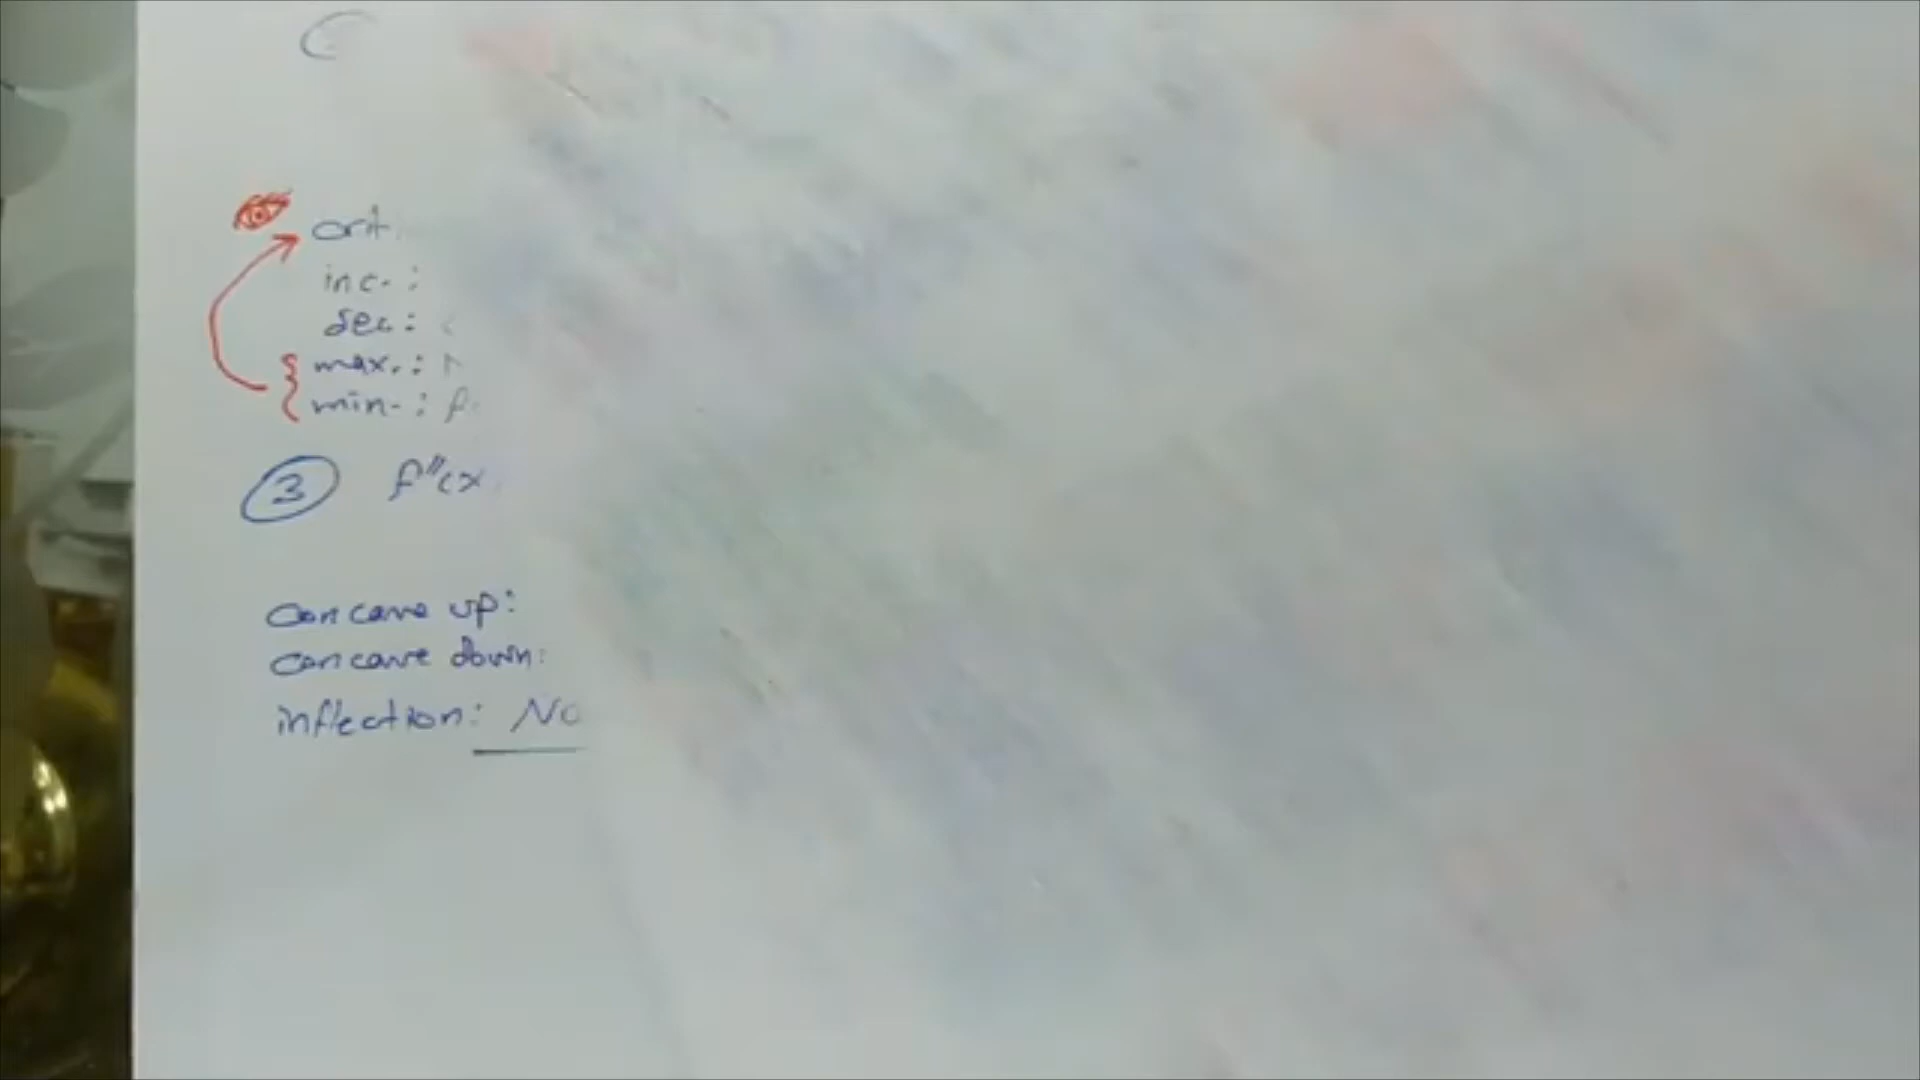 crit
inc. :
dec :
max. :
min. : f
3 f"(x
Concave up:
Concave down:
inflection: No